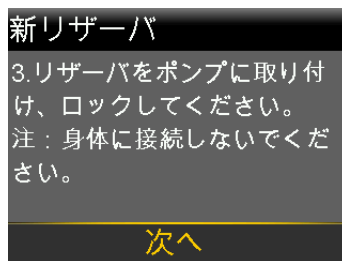 新リザーバ
3.リザーバをポンプに取り付
け、ロックしてください。
注：身体に接続しないでくだ
さい。
次へ